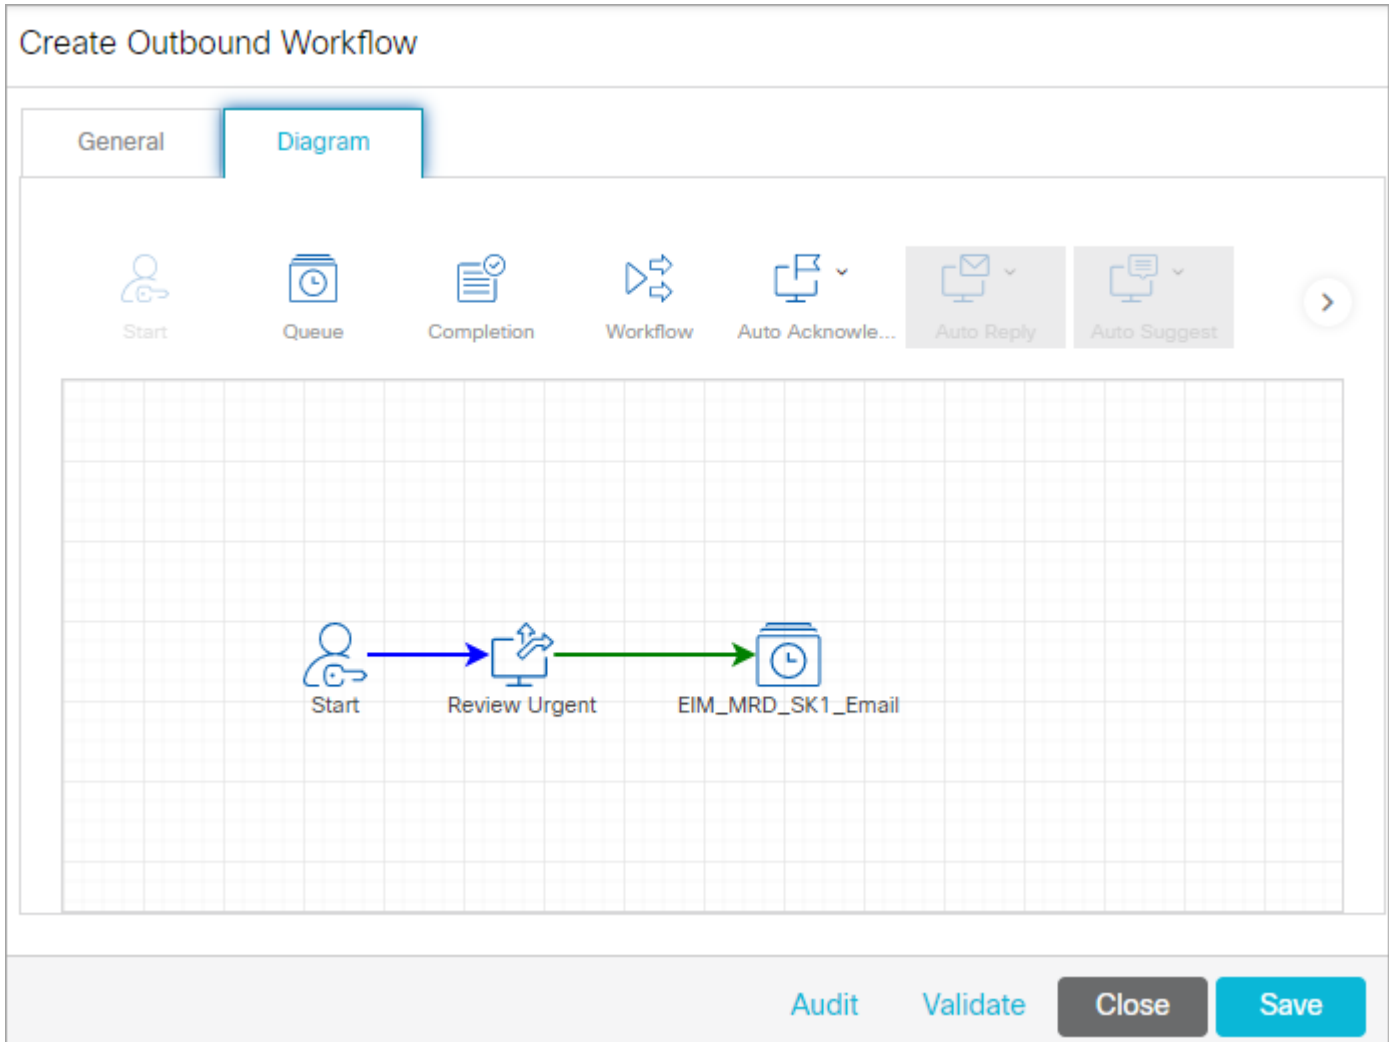 Create Outbound Workflow
General Diagram
Start Queue Completion Workflow Auto Acknowle... Auto Reply Auto Suggest
Start Review Urgent EIM_MRD_SK1_Email
Audit Validate Close Save